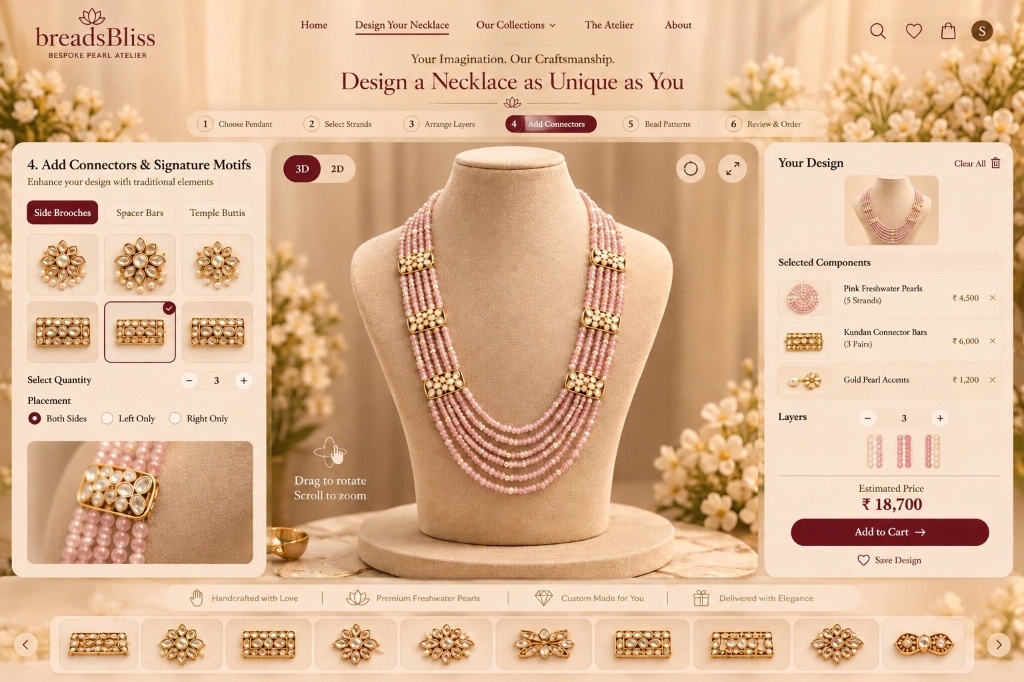 breadsBliss
BESPOKE PEARL ATELIER
Home
Design Your Necklace
Our Collections
The Atelier
About
S
Your Imagination. Our Craftsmanship.
Design a Necklace as Unique as You
1 Choose Pendant
2 Select Strands
3 Arrange Layers
4 Add Connectors
5 Bead Patterns
6 Review & Order
4. Add Connectors & Signature Motifs
Enhance your design with traditional elements
Side Brooches
Spacer Bars
Temple Buttis
Select Quantity
− 3 +
Placement
Both Sides
Left Only
Right Only
3D
2D
Drag to rotate
Scroll to zoom
Your Design
Clear All
Selected Components
Pink Freshwater Pearls
(5 Strands)
₹ 4,500 ×
Kundan Connector Bars
(3 Pairs)
₹ 6,000 ×
Gold Pearl Accents
₹ 1,200 ×
Layers
− 3 +
Estimated Price
₹ 18,700
Add to Cart →
Save Design
Handcrafted with Love
Premium Freshwater Pearls
Custom Made for You
Delivered with Elegance